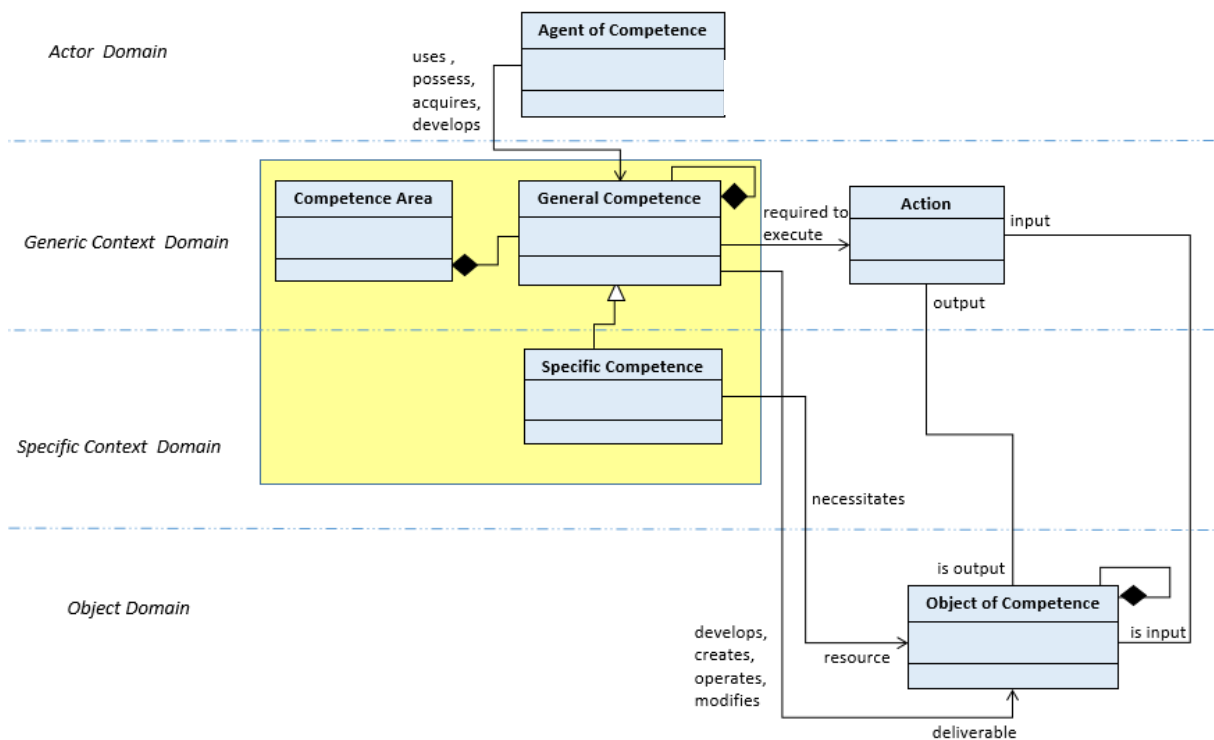 Agent of Competence
Actor  Domain
uses ,
possess,
acquires,
develops
Competence Area
General Competence
Action
required to
execute
input
Generic Context  Domain
output
Specific Competence
Specific Context  Domain
necessitates
is output
Object of Competence
Object Domain
develops,
creates,
operates,
modifies
resource
is input
deliverable